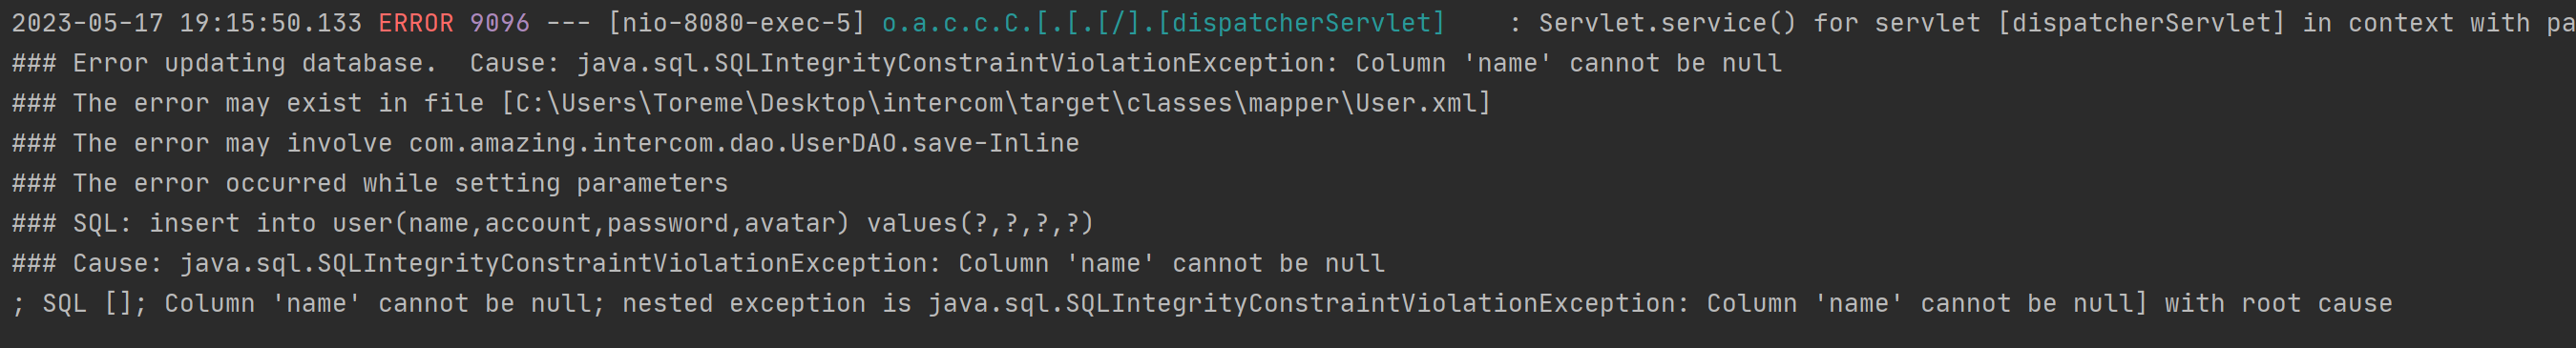 2023-05-17 19:15:50.133 ERROR 9096 --- [nio-8080-exec-5] o.a.c.c.C.[.[.[/].[dispatcherServlet]    : Servlet.service() for servlet [dispatcherServlet] in context with pa
### Error updating database.  Cause: java.sql.SQLIntegrityConstraintViolationException: Column 'name' cannot be null
### The error may exist in file [C:\Users\Toreme\Desktop\intercom\target\classes\mapper\User.xml]
### The error may involve com.amazing.intercom.dao.UserDAO.save-Inline
### The error occurred while setting parameters
### SQL: insert into user(name,account,password,avatar) values(?,?,?,?)
### Cause: java.sql.SQLIntegrityConstraintViolationException: Column 'name' cannot be null
; SQL []; Column 'name' cannot be null; nested exception is java.sql.SQLIntegrityConstraintViolationException: Column 'name' cannot be null] with root cause